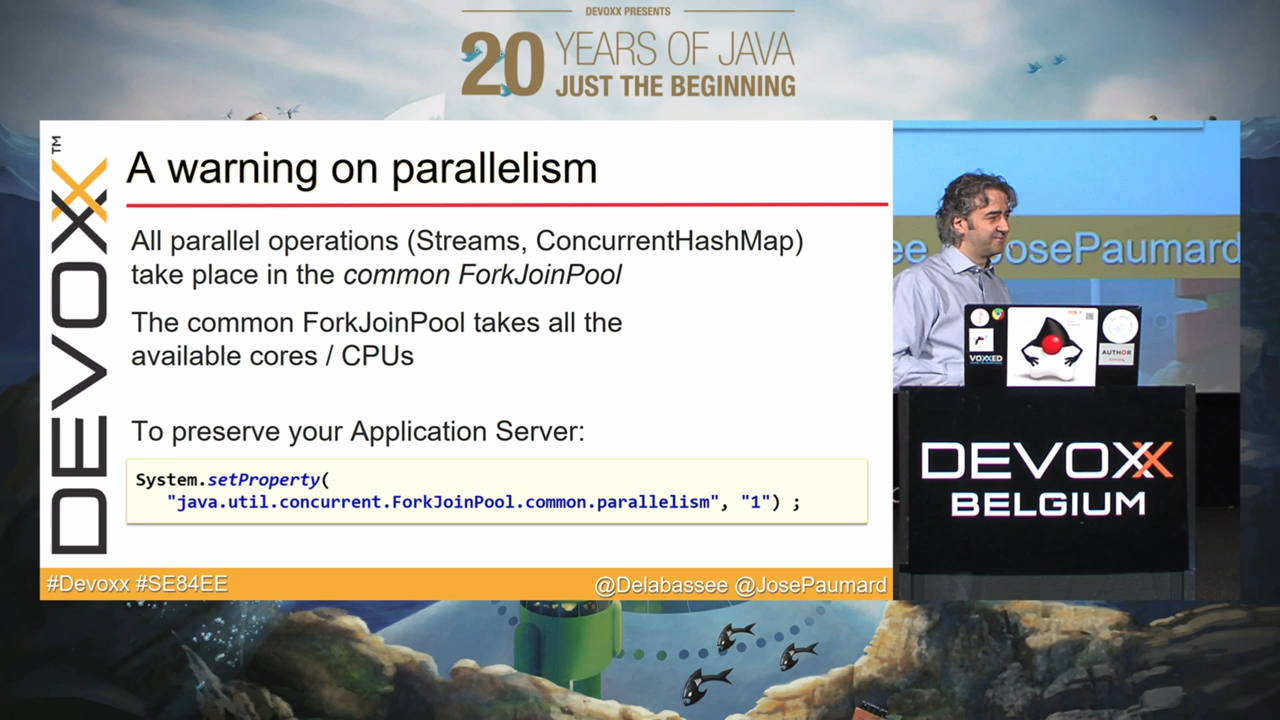 DEVOXX PRESENTS
20 YEARS OF JAVA
JUST THE BEGINNING
DEVOXX™
A warning on parallelism
All parallel operations (Streams, ConcurrentHashMap)
take place in the common ForkJoinPool
The common ForkJoinPool takes all the
available cores / CPUs
To preserve your Application Server:
System.setProperty(
"java.util.concurrent.ForkJoinPool.common.parallelism", "1") ;
#Devoxx #SE84EE
@Delabassee @JosePaumard
ee @JosePaumard
VOXXED
AUTHOR
DEVOXX
BELGIUM